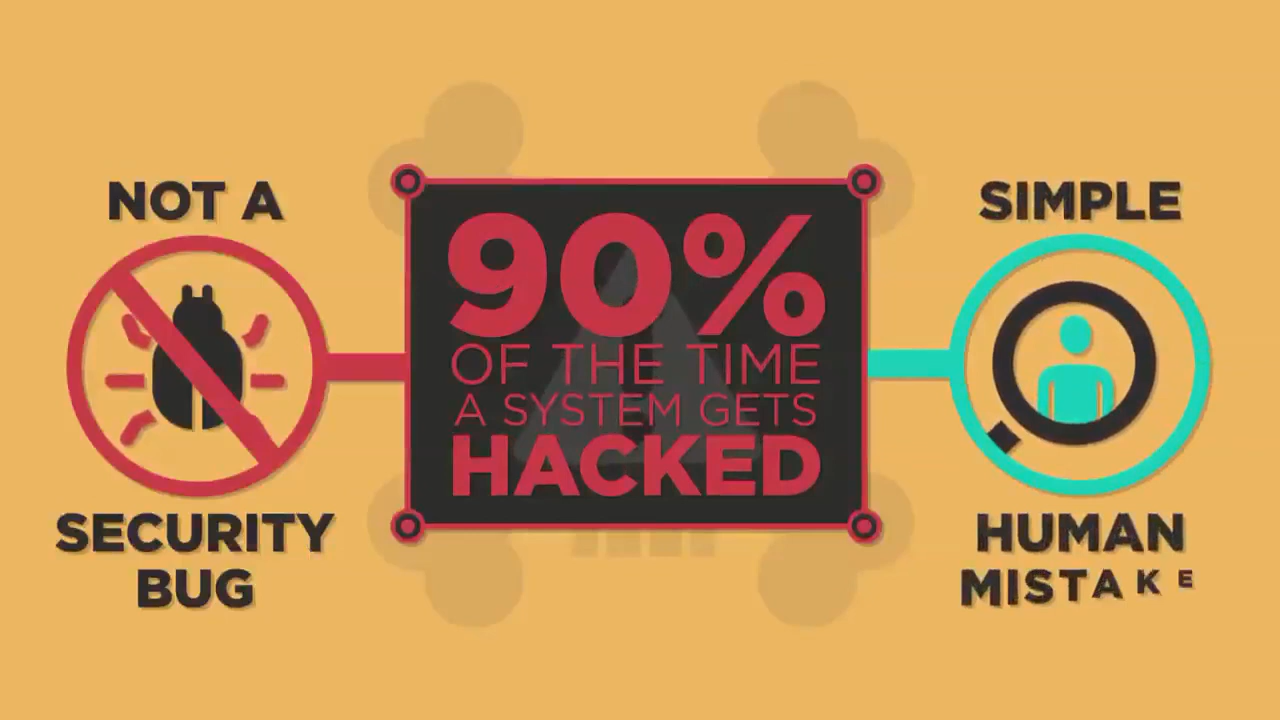 NOT A
SECURITY
BUG
90%
OF THE TIME
A SYSTEM GETS
HACKED
SIMPLE
HUMAN
MISTAKE